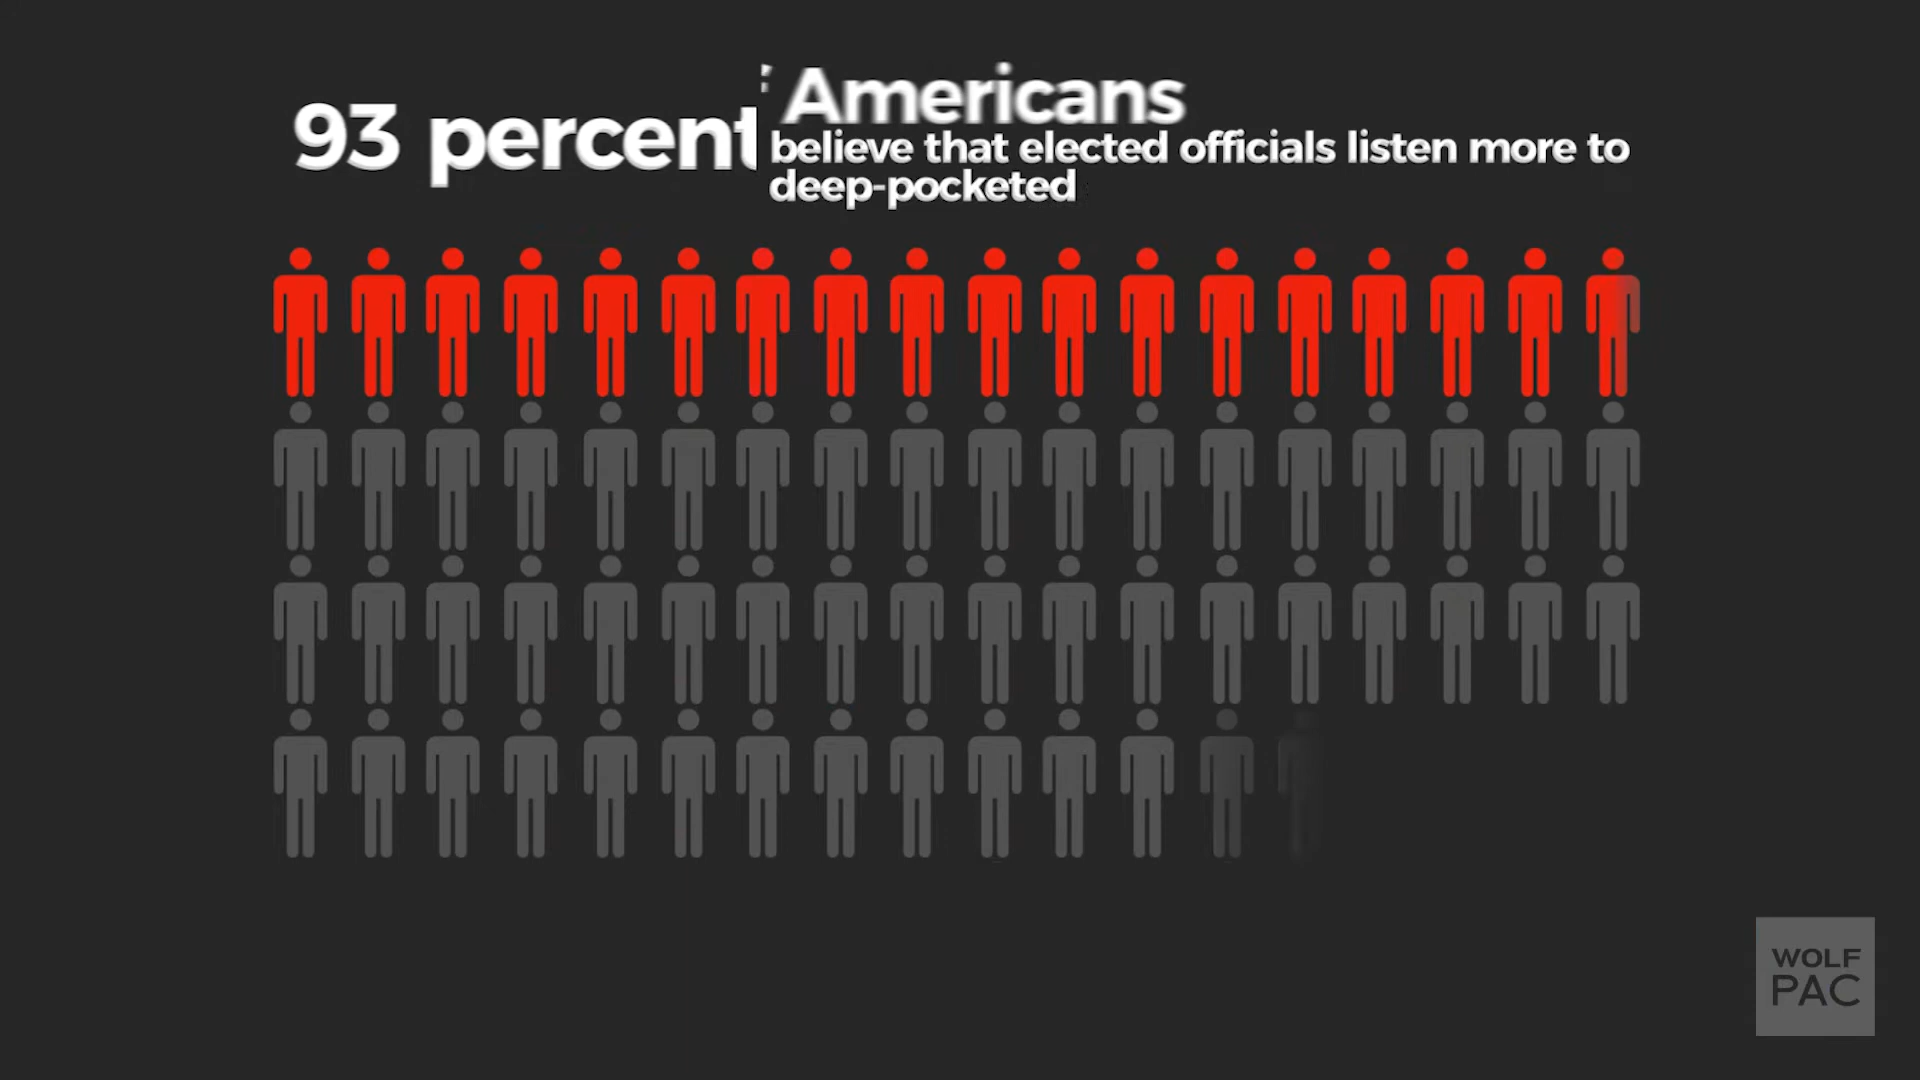 93 percent
Americans
believe that elected officials listen more to
deep-pocketed
WOLF
PAC